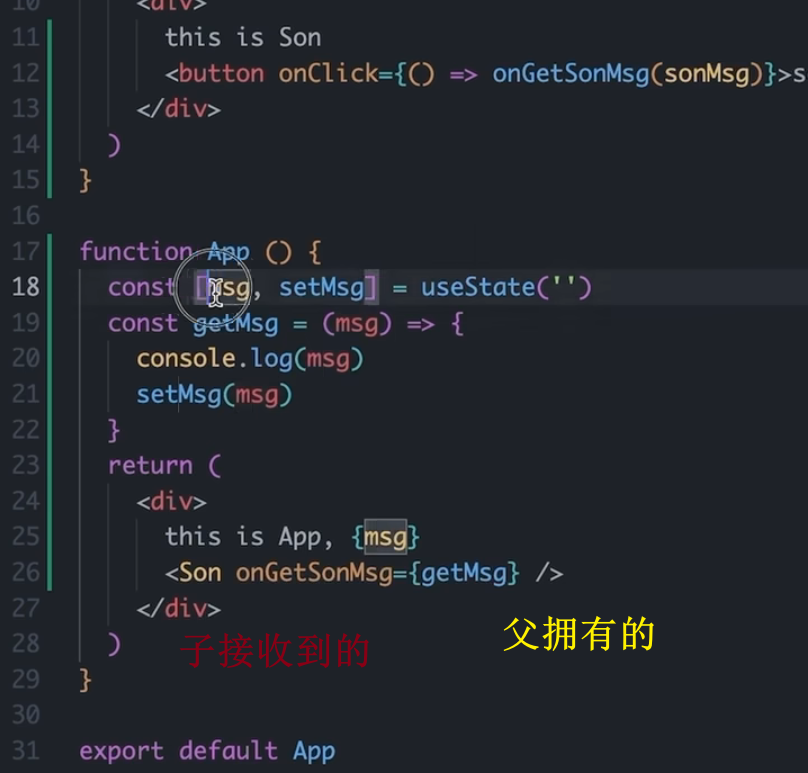 10 <div>
11 this is Son
12 <button onClick={() => onGetSonMsg(sonMsg)}>s
13 </div>
14 )
15 }
16
17 function App () {
18 const [msg, setMsg] = useState('')
19 const getMsg = (msg) => {
20 console.log(msg)
21 setMsg(msg)
22 }
23 return (
24 <div>
25 this is App, {msg}
26 <Son onGetSonMsg={getMsg} />
27 </div>
父拥有的
28 )
子接收到的
29 }
30
31 export default App